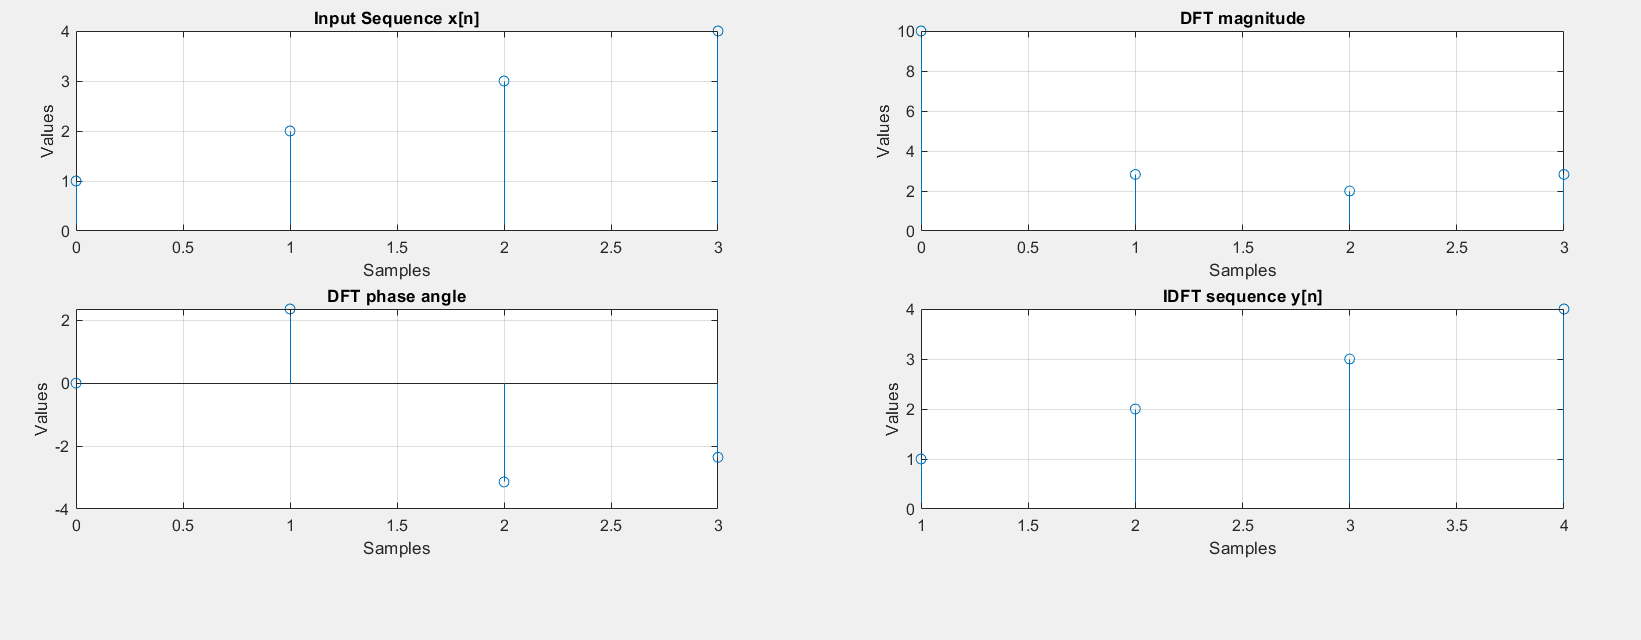 Input Sequence x[n]
4
3
2
1
0
Values
0 0.5 1 1.5 2 2.5 3
Samples
DFT magnitude
10
8
6
4
2
0
Values
0 0.5 1 1.5 2 2.5 3
Samples
DFT phase angle
2
0
-2
-4
Values
0 0.5 1 1.5 2 2.5 3
Samples
IDFT sequence y[n]
4
3
2
1
0
Values
1 1.5 2 2.5 3 3.5 4
Samples